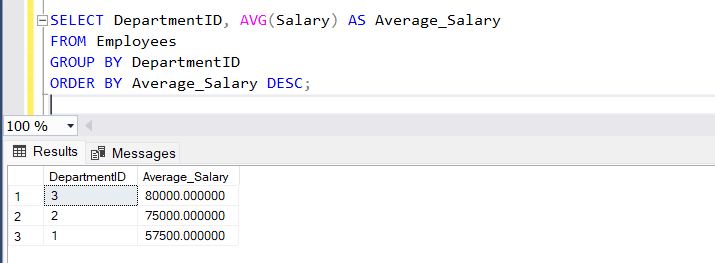 SELECT DepartmentID, AVG(Salary) AS Average_Salary
FROM Employees
GROUP BY DepartmentID
ORDER BY Average_Salary DESC;
100 %
Results Messages
DepartmentID Average_Salary
1 3 80000.000000
2 2 75000.000000
3 1 57500.000000